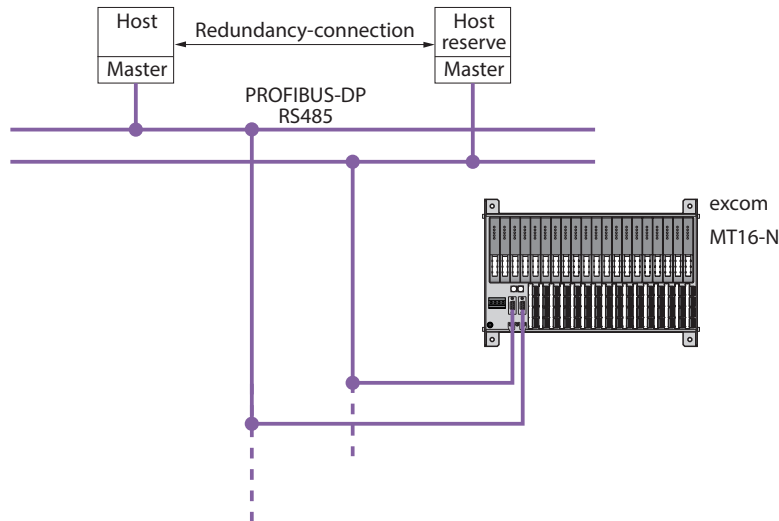 Host
Master
Redundancy-connection
Host
reserve
Master
PROFIBUS-DP
RS485
excom
MT16-N